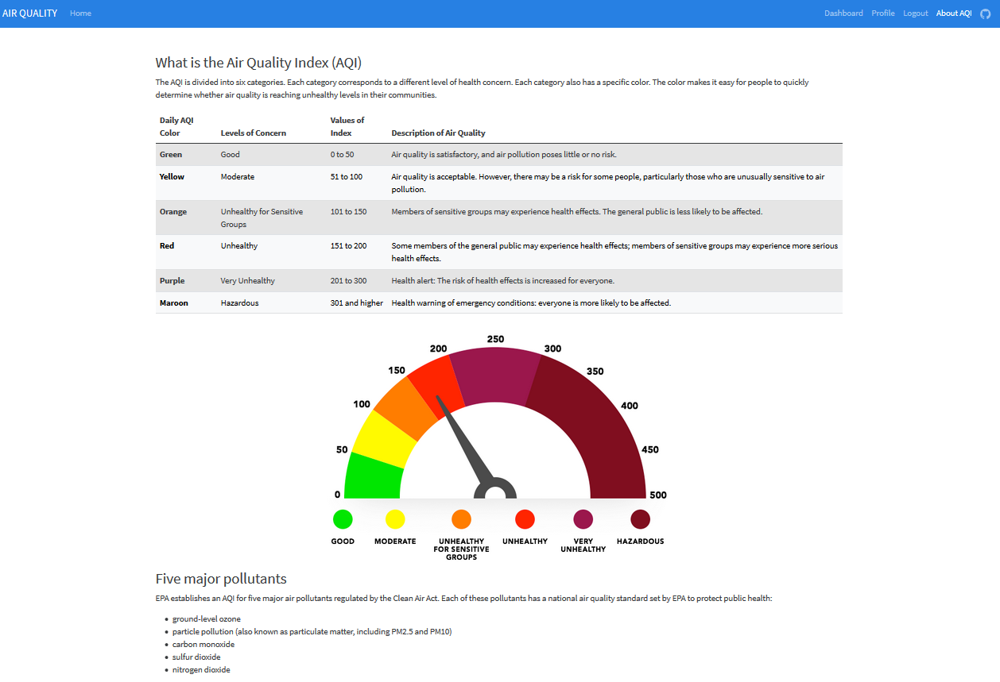 AIR QUALITY Home Dashboard Profile Logout About AQI
What is the Air Quality Index (AQI)
The AQI is divided into six categories. Each category corresponds to a different level of health concern. Each category also has a specific color. The color makes it easy for people to quickly
determine whether air quality is reaching unhealthy levels in their communities.
Daily AQI Color Levels of Concern Values of Index Description of Air Quality
Green Good 0 to 50 Air quality is satisfactory, and air pollution poses little or no risk.
Yellow Moderate 51 to 100 Air quality is acceptable. However, there may be a risk for some people, particularly those who are unusually sensitive to air
pollution.
Orange Unhealthy for Sensitive Groups 101 to 150 Members of sensitive groups may experience health effects. The general public is less likely to be affected.
Red Unhealthy 151 to 200 Some members of the general public may experience health effects; members of sensitive groups may experience more serious
health effects.
Purple Very Unhealthy 201 to 300 Health alert: The risk of health effects is increased for everyone.
Maroon Hazardous 301 and higher Health warning of emergency conditions: everyone is more likely to be affected.
0
50
100
150
200
250
300
350
400
450
500
GOOD
MODERATE
UNHEALTHY
FOR SENSITIVE
GROUPS
UNHEALTHY
VERY
UNHEALTHY
HAZARDOUS
Five major pollutants
EPA establishes an AQI for five major air pollutants regulated by the Clean Air Act. Each of these pollutants has a national air quality standard set by EPA to protect public health:
• ground-level ozone
• particle pollution (also known as particulate matter, including PM2.5 and PM10)
• carbon monoxide
• sulfur dioxide
• nitrogen dioxide